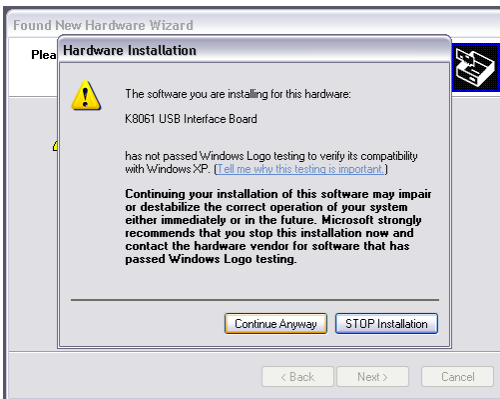 Found New Hardware Wizard
Plea
Hardware Installation
The software you are installing for this hardware:
K8061 USB Interface Board
has not passed Windows Logo testing to verify its compatibility
with Windows XP. (Tell me why this testing is important.)
Continuing your installation of this software may impair
or destabilize the correct operation of your system
either immediately or in the future. Microsoft strongly
recommends that you stop this installation now and
contact the hardware vendor for software that has
passed Windows Logo testing.
Continue Anyway STOP Installation
< Back Next > Cancel